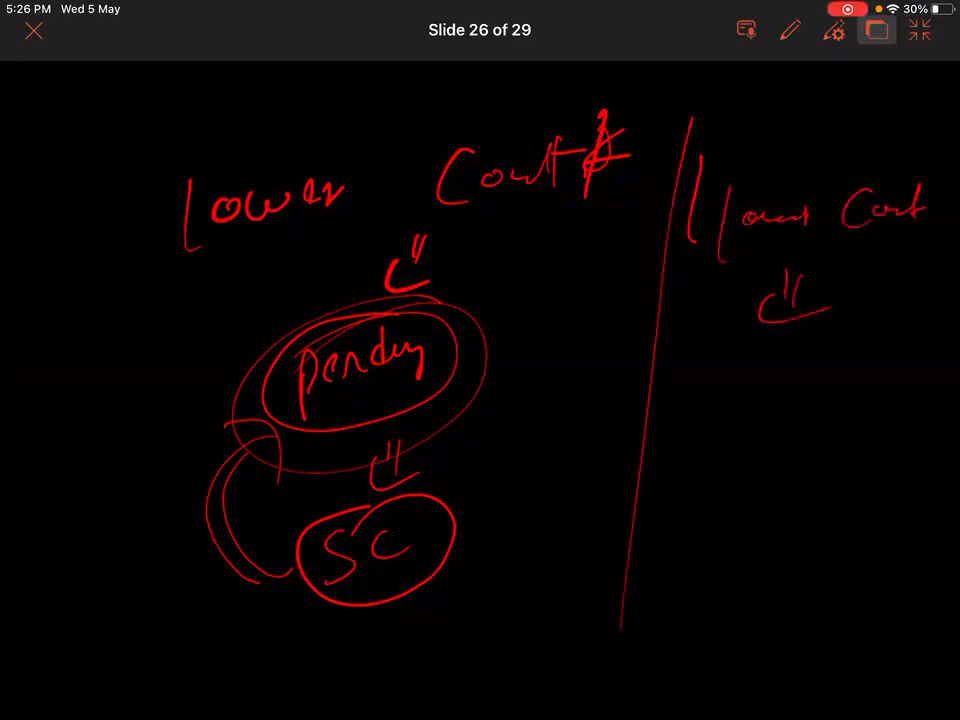 5:26 PM Wed 5 May
30%
Slide 26 of 29
Lower Court
Lower Court
pending
SC